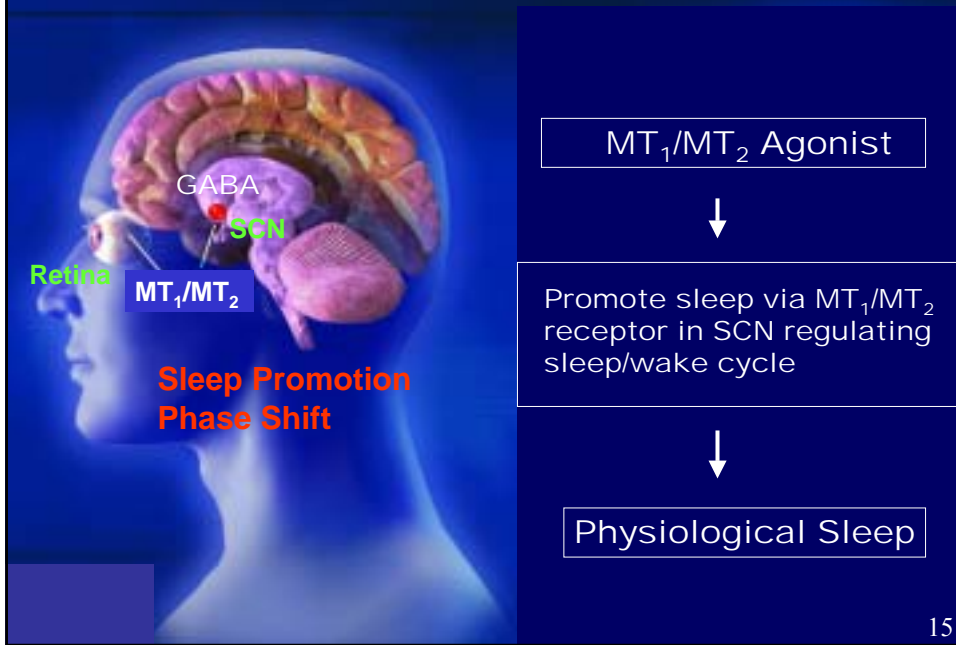 GABA
SCN
Retina
MT₁/MT₂
Sleep Promotion
Phase Shift
MT₁/MT₂ Agonist
Promote sleep via MT₁/MT₂
receptor in SCN regulating
sleep/wake cycle
Physiological Sleep
15